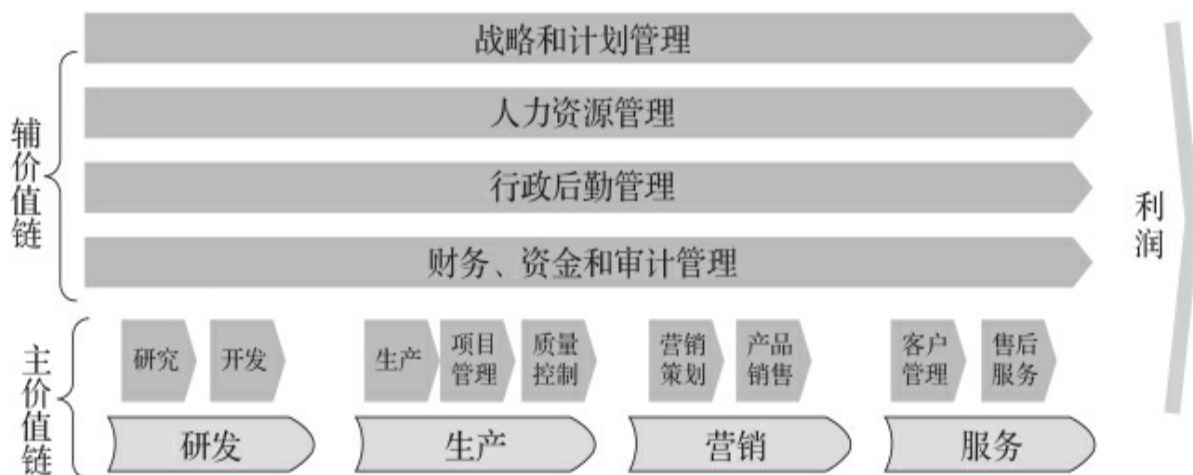 战略和计划管理
人力资源管理
行政后勤管理
财务、资金和审计管理
辅价值链
利润
主价值链
研究
开发
生产
项目
管理
质量
控制
营销
策划
产品
销售
客户
管理
售后
服务
研发
生产
营销
服务